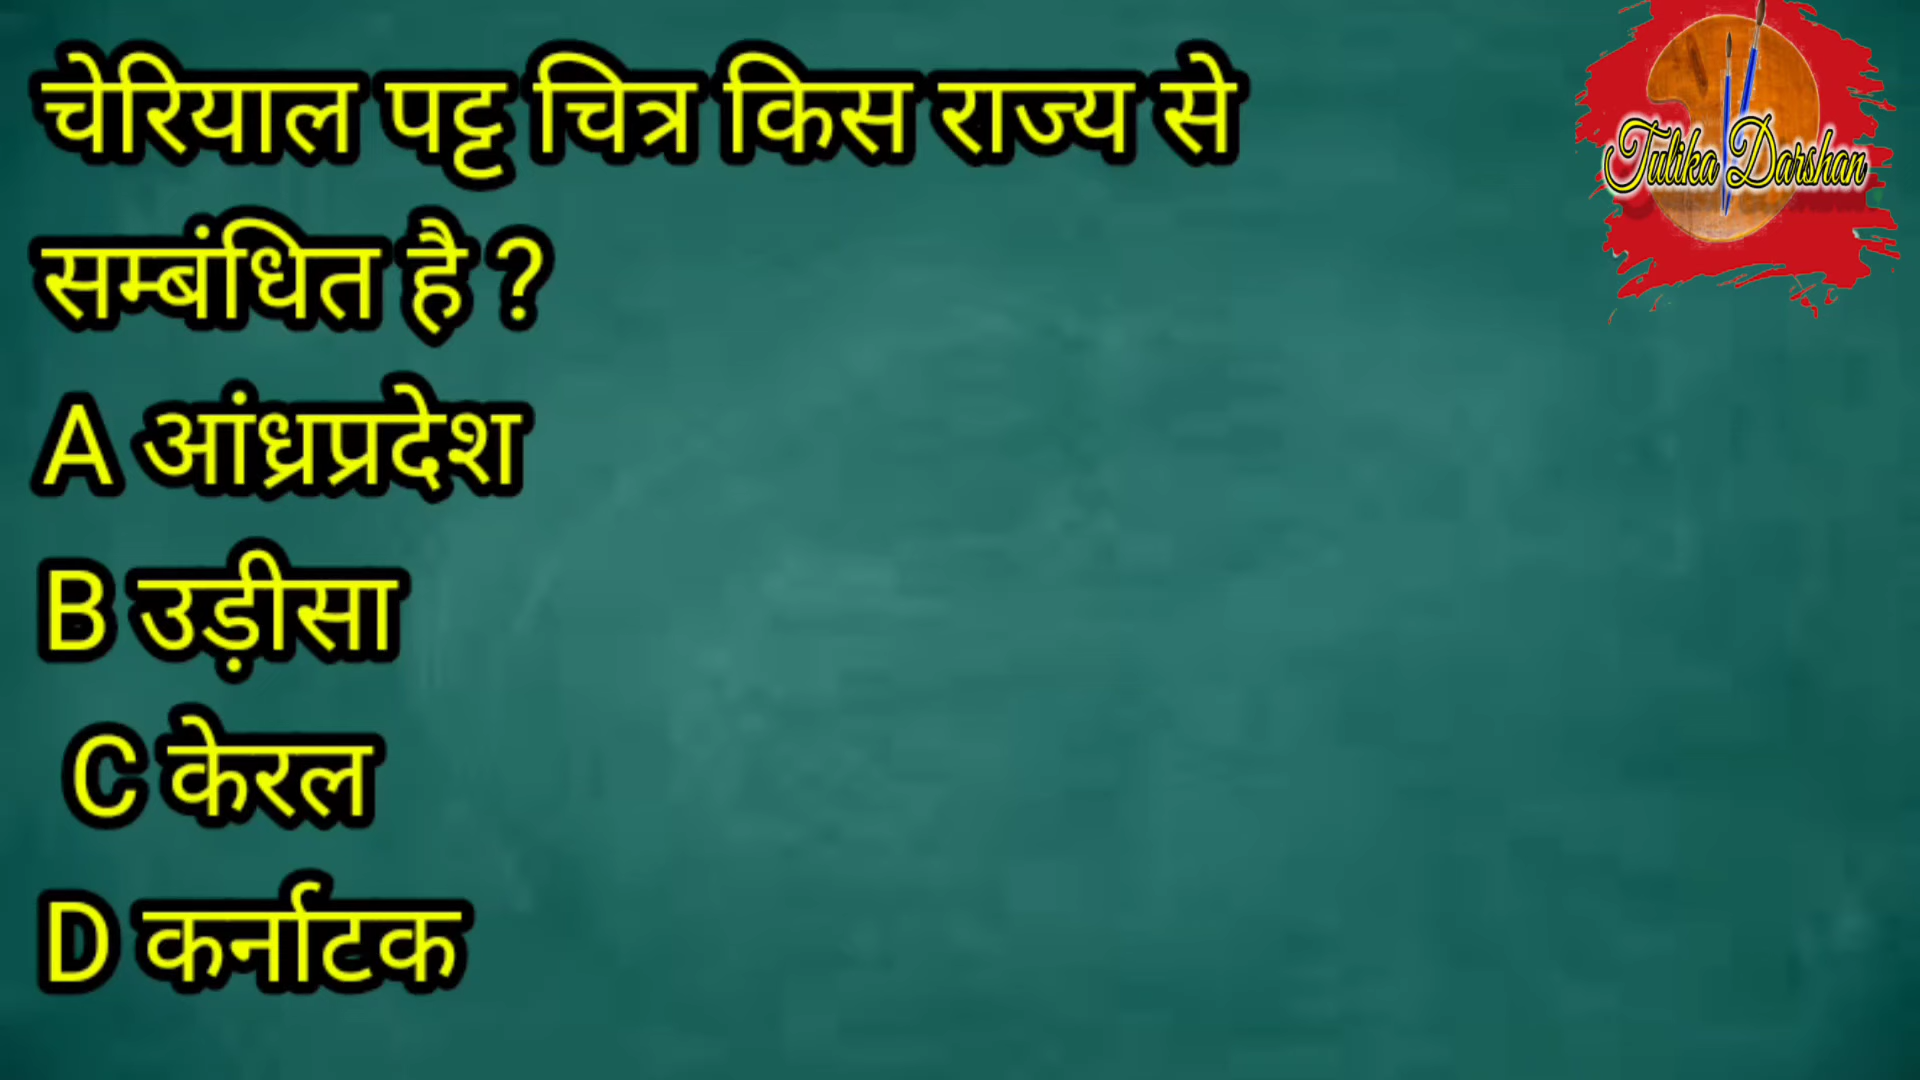 चेरियाल पट्ट चित्र किस राज्य से
सम्बंधित है ?
A आंध्रप्रदेश
B उड़ीसा
C केरल
D कर्नाटक
Tulika Darshan